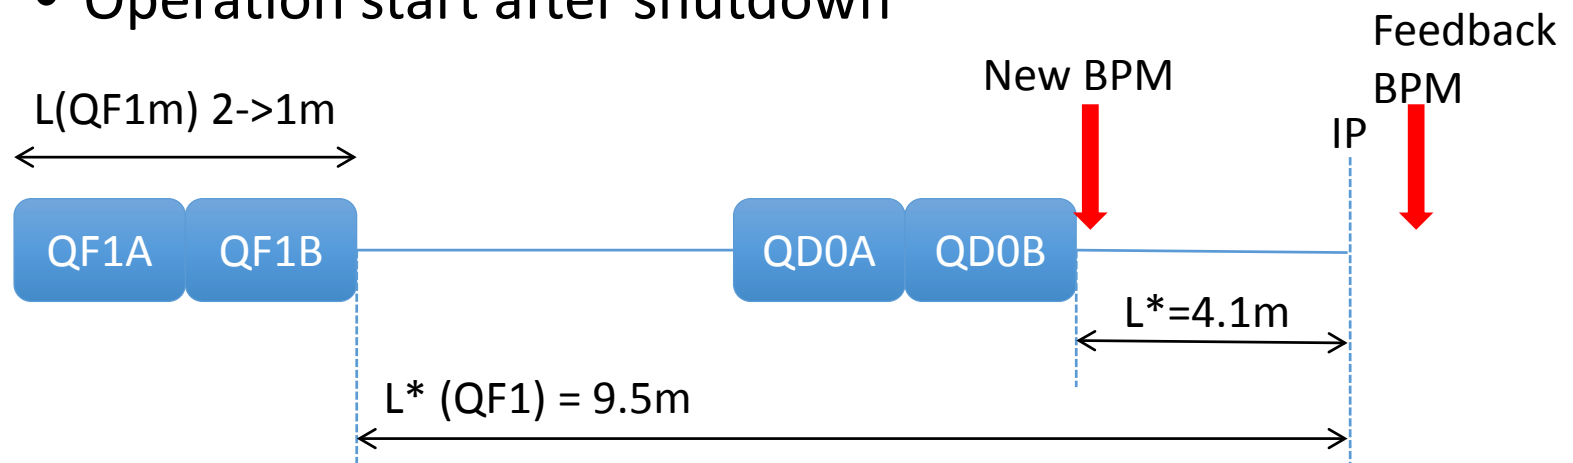 • Operation start after shutdown
Feedback
BPM
New BPM
L(QF1m) 2->1m
IP
QF1A QF1B QD0A QD0B
L*=4.1m
L* (QF1) = 9.5m